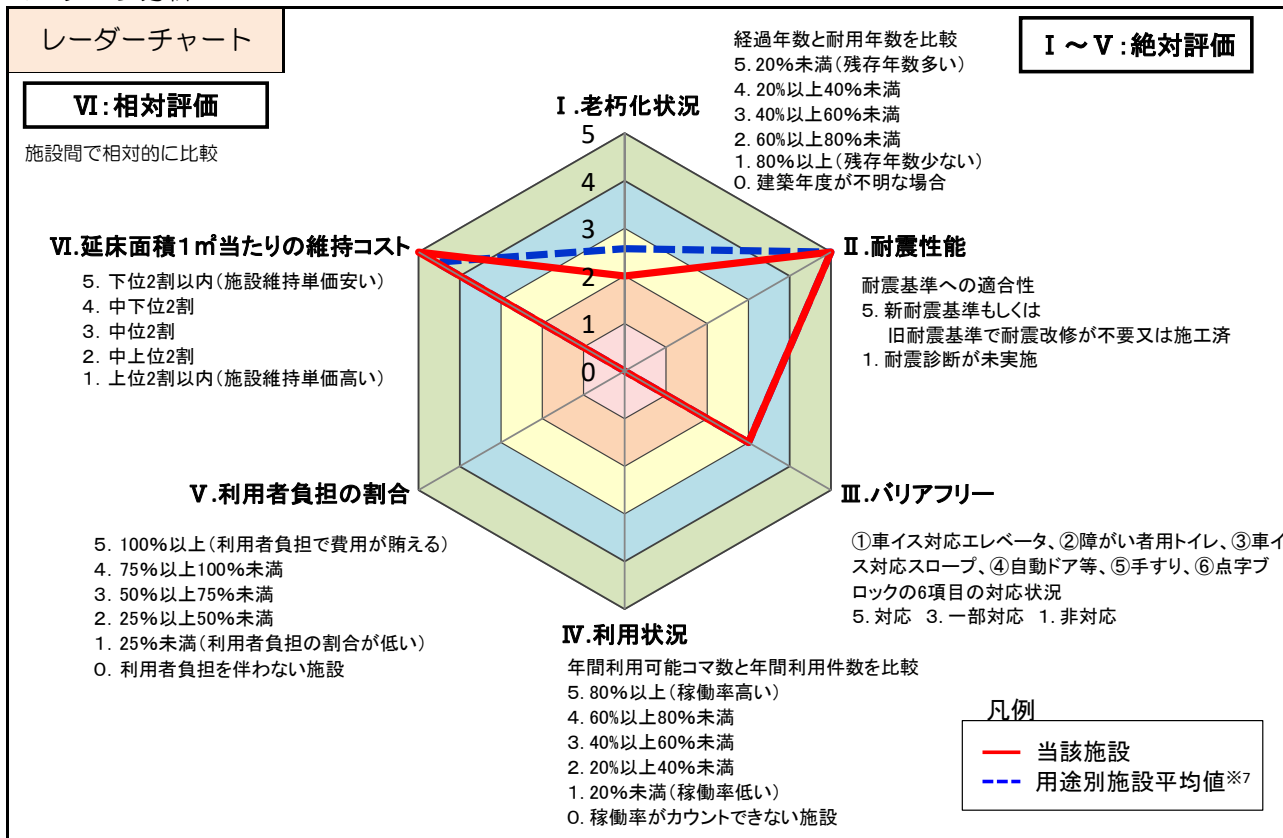 レーダーチャート
Ⅰ～Ⅴ:絶対評価
Ⅵ:相対評価
施設間で相対的に比較
経過年数と耐用年数を比較
5. 20%未満(残存年数多い)
4. 20%以上40%未満
3. 40%以上60%未満
2. 60%以上80%未満
1. 80%以上(残存年数少ない)
0. 建築年度が不明な場合
Ⅰ.老朽化状況
5
4
3
2
1
0
Ⅱ.耐震性能
耐震基準への適合性
5. 新耐震基準もしくは
旧耐震基準で耐震改修が不要又は施工済
1. 耐震診断が未実施
Ⅵ.延床面積1㎡当たりの維持コスト
5. 下位2割以内(施設維持単価安い)
4. 中下位2割
3. 中位2割
2. 中上位2割
1. 上位2割以内(施設維持単価高い)
Ⅴ.利用者負担の割合
5. 100%以上(利用者負担で費用が賄える)
4. 75%以上100%未満
3. 50%以上75%未満
2. 25%以上50%未満
1. 25%未満(利用者負担の割合が低い)
0. 利用者負担を伴わない施設
Ⅲ.バリアフリー
①車イス対応エレベータ、②障がい者用トイレ、③車イ
ス対応スロープ、④自動ドア等、⑤手すり、⑥点字ブ
ロックの6項目の対応状況
5. 対応 3. 一部対応 1. 非対応
Ⅳ.利用状況
年間利用可能コマ数と年間利用件数を比較
5. 80%以上(稼働率高い)
4. 60%以上80%未満
3. 40%以上60%未満
2. 20%以上40%未満
1. 20%未満(稼働率低い)
0. 稼働率がカウントできない施設
凡例
当該施設
用途別施設平均値※7